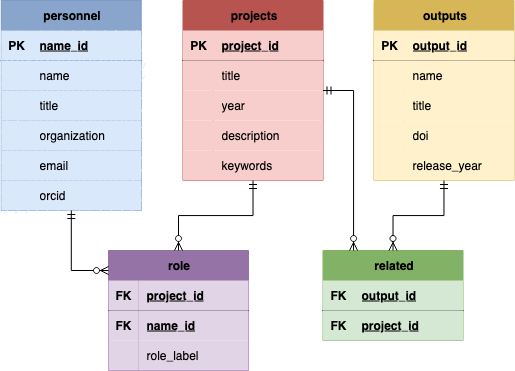 personnel
PK name_id
name
title
organization
email
orcid
projects
PK project_id
title
year
description
keywords
outputs
PK output_id
name
title
doi
release_year
role
FK project_id
FK name_id
role_label
related
FK output_id
FK project_id